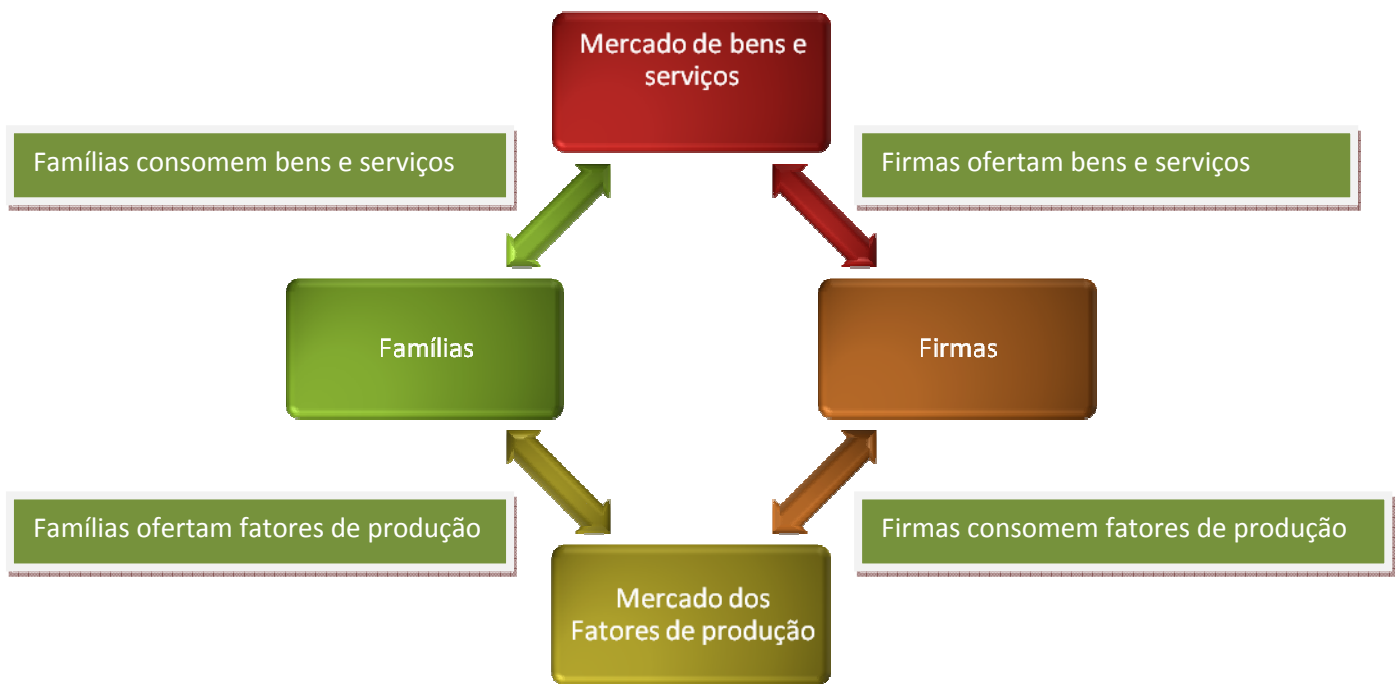 Mercado de bens e
serviços
Famílias consomem bens e serviços
Firmas ofertam bens e serviços
Famílias
Firmas
Famílias ofertam fatores de produção
Firmas consomem fatores de produção
Mercado dos
Fatores de produção